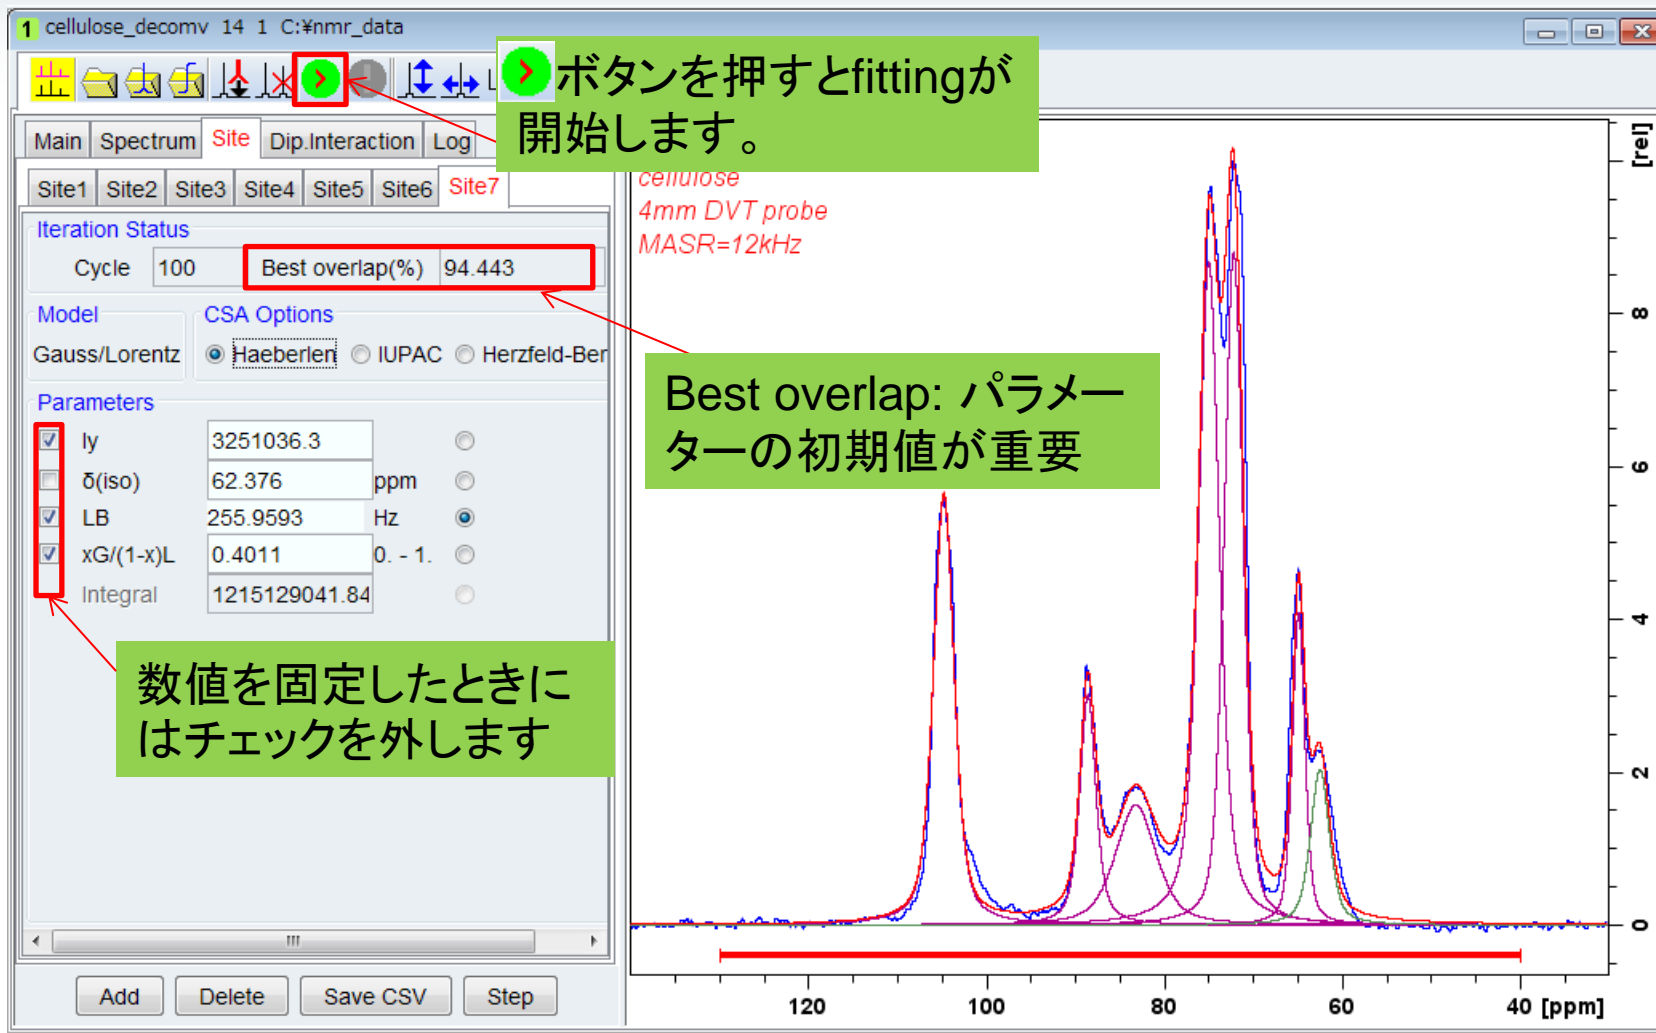 1 cellulose_decomv 14 1 C:¥nmr_data
ボタンを押すとfittingが
開始します。
Main Spectrum Site Dip.Interaction Log
Site1 Site2 Site3 Site4 Site5 Site6 Site7
Iteration Status
Cycle 100 Best overlap(%) 94.443
Model CSA Options
Gauss/Lorentz Haeberlen IUPAC Herzfeld-Ber
Parameters
Iy 3251036.3
δ(iso) 62.376 ppm
LB 255.9593 Hz
xG/(1-x)L 0.4011 0. - 1.
Integral 1215129041.84
数値を固定したときに
はチェックを外します
Add Delete Save CSV Step
cellulose
4mm DVT probe
MASR=12kHz
Best overlap: パラメー
ターの初期値が重要
[rel]
8
6
4
2
0
120 100 80 60 40 [ppm]